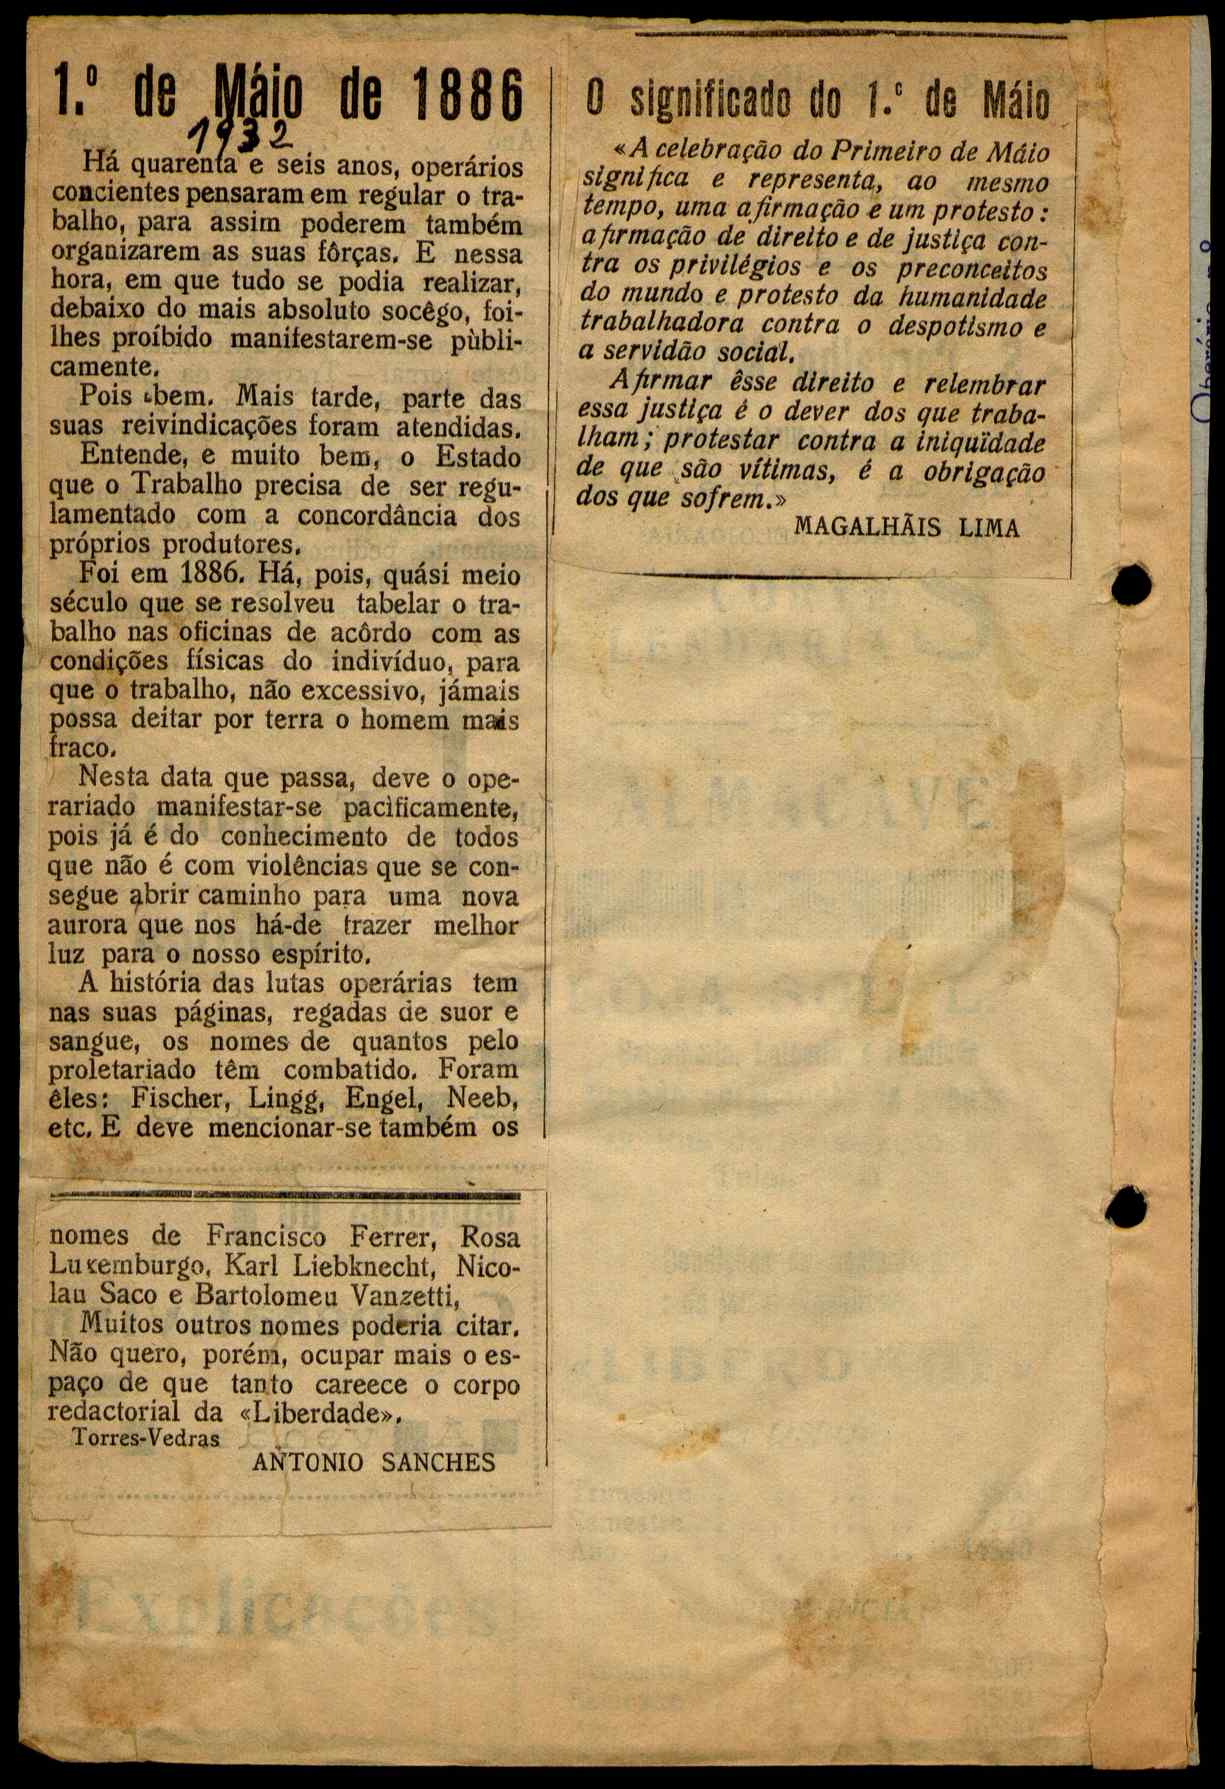 1.º de Máio de 1886
1932
Há quarenta e seis anos, operários
concientes pensaram em regular o tra-
balho, para assim poderem também
organizarem as suas fôrças. E nessa
hora, em que tudo se podia realizar,
debaixo do mais absoluto socêgo, foi-
lhes proíbido manifestarem-se pùbli-
camente.
Pois bem. Mais tarde, parte das
suas reivindicações foram atendidas.
Entende, e muito bem, o Estado
que o Trabalho precisa de ser regu-
lamentado com a concordância dos
próprios produtores.
Foi em 1886. Há, pois, quási meio
século que se resolveu tabelar o tra-
balho nas oficinas de acôrdo com as
condições físicas do indivíduo, para
que o trabalho, não excessivo, jámais
possa deitar por terra o homem mais
fraco.
Nesta data que passa, deve o ope-
rariado manifestar-se pacìficamente,
pois já é do conhecimento de todos
que não é com violências que se con-
segue abrir caminho para uma nova
aurora que nos há-de trazer melhor
luz para o nosso espírito.
A história das lutas operárias tem
nas suas páginas, regadas de suor e
sangue, os nomes de quantos pelo
proletariado têm combatido. Foram
êles: Fischer, Lingg, Engel, Neeb,
etc. E deve mencionar-se também os
nomes de Francisco Ferrer, Rosa
Luxemburgo, Karl Liebknecht, Nico-
lau Saco e Bartolomeu Vanzetti,
Muitos outros nomes poderia citar.
Não quero, porém, ocupar mais o es-
paço de que tanto careece o corpo
redactorial da «Liberdade».
Torres-Vedras
ANTONIO SANCHES
O significado do 1.º de Máio
«A celebração do Primeiro de Máio
significa e representa, ao mesmo
tempo, uma afirmação e um protesto:
afirmação de direito e de justiça con-
tra os privilégios e os preconceitos
do mundo e protesto da humanidade
trabalhadora contra o despotismo e
a servidão social.
Afirmar êsse direito e relembrar
essa justiça é o dever dos que traba-
lham; protestar contra a iniquïdade
de que são vítimas, é a obrigação
dos que sofrem.»
MAGALHÃIS LIMA
Explicações